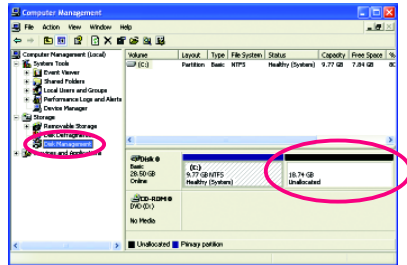 Computer Management
File Action View Window Help
Computer Management (Local)
System Tools
Event Viewer
Shared Folders
Local Users and Groups
Performance Logs and Alerts
Device Manager
Storage
Removable Storage
Disk Defragmenter
Disk Management
Services and Applications
Volume Layout Type File System Status Capacity Free Space %
(C:) Partition Basic NTFS Healthy (System) 9.77 GB 7.84 GB
Disk 0
Basic
28.50 GB
Online
(C:)
9.77 GB NTFS
Healthy (System)
18.74 GB
Unallocated
CD-ROM 0
DVD (D:)
No Media
Unallocated Primary partition